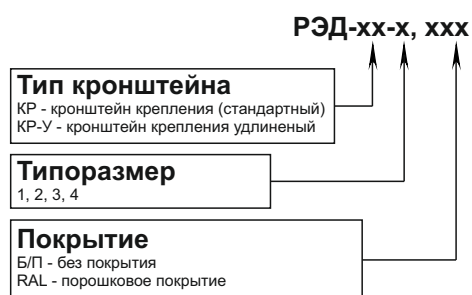 РЭД-хх-х, ххх
Тип кронштейна
КР - кронштейн крепления (стандартный)
КР-У - кронштейн крепления удлиненый
Типоразмер
1, 2, 3, 4
Покрытие
Б/П - без покрытия
RAL - порошковое покрытие